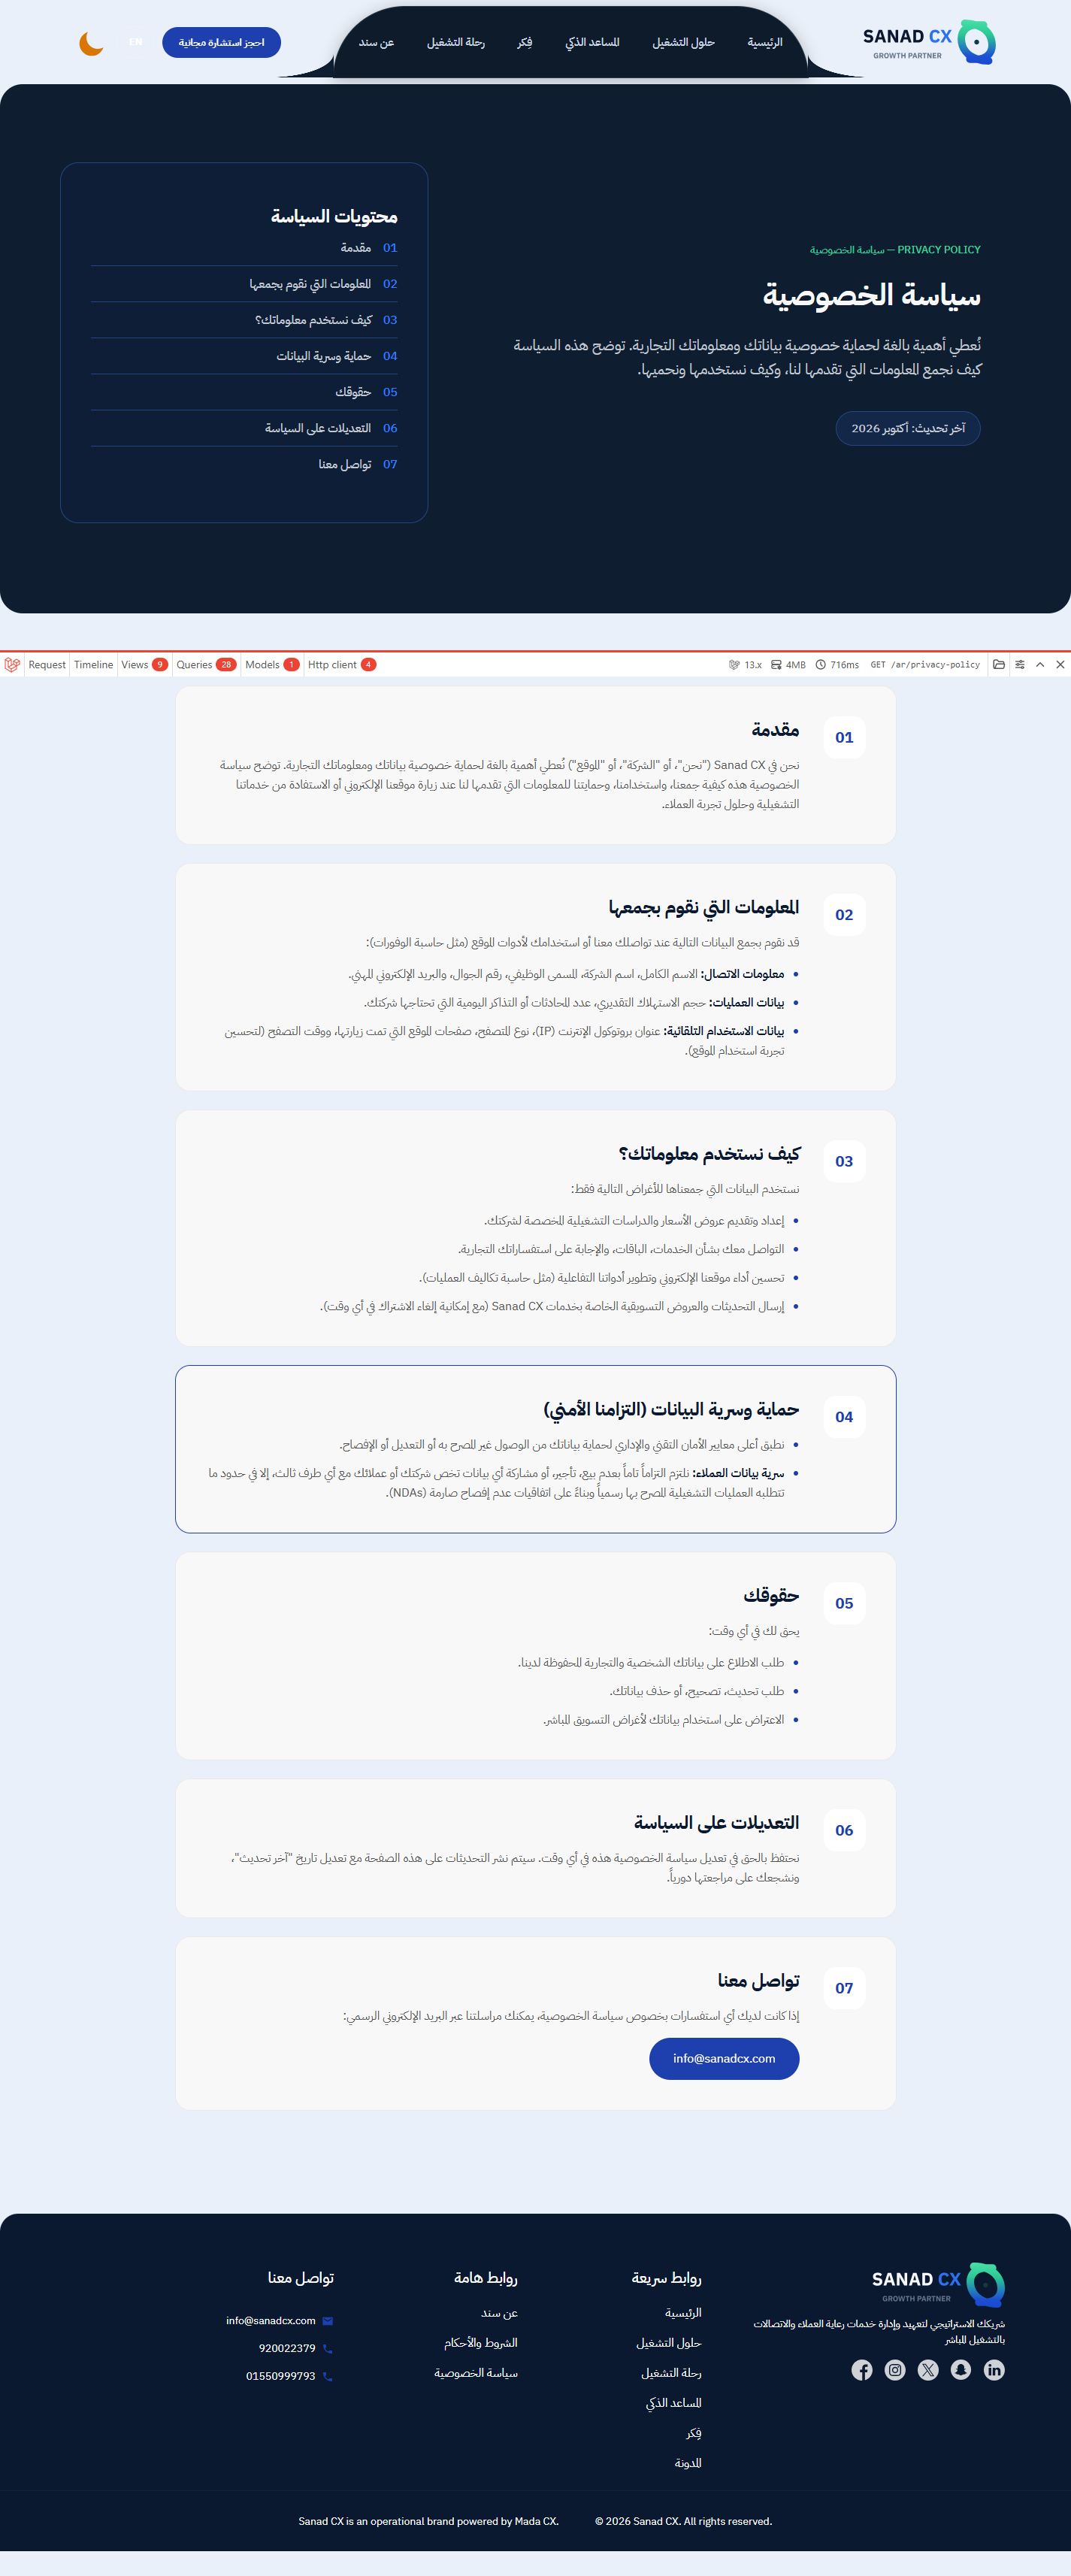 SANAD CX
GROWTH PARTNER
الرئيسية
حلول التشغيل
المساعد الذكي
فِكر
رحلة التشغيل
عن سند
احجز استشارة مجانية
EN
PRIVACY POLICY — سياسة الخصوصية
سياسة الخصوصية
نُعطي أهمية بالغة لحماية خصوصية بياناتك ومعلوماتك التجارية. توضح هذه السياسة
كيف نجمع المعلومات التي تقدمها لنا، وكيف نستخدمها ونحميها.
آخر تحديث: أكتوبر 2026
محتويات السياسة
01 مقدمة
02 المعلومات التي نقوم بجمعها
03 كيف نستخدم معلوماتك؟
04 حماية وسرية البيانات
05 حقوقك
06 التعديلات على السياسة
07 تواصل معنا
Request Timeline Views 9 Queries 28 Models 1 Http client 4 13.x 4MB 716ms GET /ar/privacy-policy
01
مقدمة
نحن في Sanad CX ("نحن"، أو "الشركة"، أو "الموقع") نُعطي أهمية بالغة لحماية خصوصية بياناتك ومعلوماتك التجارية. توضح سياسة
الخصوصية هذه كيفية جمعنا، واستخدامنا، وحمايتنا للمعلومات التي تقدمها لنا عند زيارة موقعنا الإلكتروني أو الاستفادة من خدماتنا
التشغيلية وحلول تجربة العملاء.
02
المعلومات التي نقوم بجمعها
قد نقوم بجمع البيانات التالية عند تواصلك معنا أو استخدامك لأدوات الموقع (مثل حاسبة الوفورات):
• معلومات الاتصال: الاسم الكامل، اسم الشركة، المسمى الوظيفي، رقم الجوال، والبريد الإلكتروني المهني.
• بيانات العمليات: حجم الاستهلاك التقديري، عدد المحادثات أو التذاكر اليومية التي تحتاجها شركتك.
• بيانات الاستخدام التلقائية: عنوان بروتوكول الإنترنت (IP)، نوع المتصفح، صفحات الموقع التي تمت زيارتها، ووقت التصفح (لتحسين
تجربة استخدام الموقع).
03
كيف نستخدم معلوماتك؟
نستخدم البيانات التي جمعناها للأغراض التالية فقط:
• إعداد وتقديم عروض الأسعار والدراسات التشغيلية المخصصة لشركتك.
• التواصل معك بشأن الخدمات، الباقات، والإجابة على استفساراتك التجارية.
• تحسين أداء موقعنا الإلكتروني وتطوير أدواتنا التفاعلية (مثل حاسبة تكاليف العمليات).
• إرسال التحديثات والعروض التسويقية الخاصة بخدمات Sanad CX (مع إمكانية إلغاء الاشتراك في أي وقت).
04
حماية وسرية البيانات (التزامنا الأمني)
• نطبق أعلى معايير الأمان التقني والإداري لحماية بياناتك من الوصول غير المصرح به أو التعديل أو الإفصاح.
• سرية بيانات العملاء: نلتزم التزاماً تاماً بعدم بيع، تأجير، أو مشاركة أي بيانات تخص شركتك أو عملائك مع أي طرف ثالث، إلا في حدود ما
تتطلبه العمليات التشغيلية المصرح بها رسمياً وبناءً على اتفاقيات عدم إفصاح صارمة (NDAs).
05
حقوقك
يحق لك في أي وقت:
• طلب الاطلاع على بياناتك الشخصية والتجارية المحفوظة لدينا.
• طلب تحديث، تصحيح، أو حذف بياناتك.
• الاعتراض على استخدام بياناتك لأغراض التسويق المباشر.
06
التعديلات على السياسة
نحتفظ بالحق في تعديل سياسة الخصوصية هذه في أي وقت. سيتم نشر التحديثات على هذه الصفحة مع تعديل تاريخ "آخر تحديث"،
ونشجعك على مراجعتها دورياً.
07
تواصل معنا
إذا كانت لديك أي استفسارات بخصوص سياسة الخصوصية، يمكنك مراسلتنا عبر البريد الإلكتروني الرسمي:
info@sanadcx.com
SANAD CX
GROWTH PARTNER
شريكك الاستراتيجي لتعهيد وإدارة خدمات رعاية العملاء والاتصالات
بالتشغيل المباشر
روابط سريعة
الرئيسية
حلول التشغيل
رحلة التشغيل
المساعد الذكي
فِكر
المدونة
روابط هامة
عن سند
الشروط والأحكام
سياسة الخصوصية
تواصل معنا
info@sanadcx.com
920022379
01550999793
Sanad CX is an operational brand powered by Mada CX.
© 2026 Sanad CX. All rights reserved.